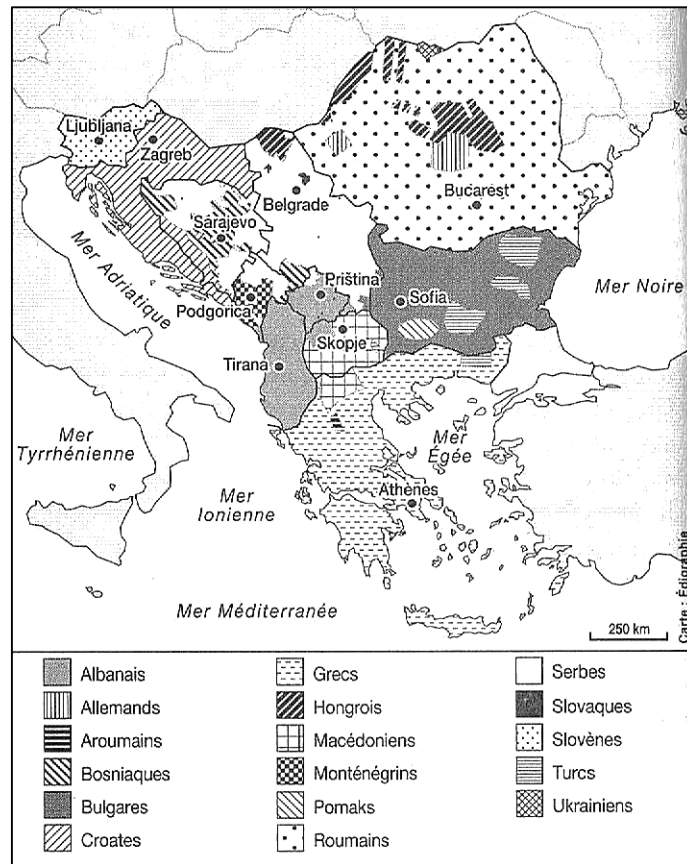 Ljubljana
Zagreb
Bucarest
Belgrade
Sarajevo
Mer Adriatique
Priština
Sofia
Mer Noire
Podgorica
Skopje
Tirana
Mer
Tyrrhénienne
Mer
Égée
Mer
Ionienne
Athènes
Mer Méditerranée
250 km
Carte : Édigraphie
Albanais
Allemands
Aroumains
Bosniaques
Bulgares
Croates
Grecs
Hongrois
Macédoniens
Monténégrins
Pomaks
Roumains
Serbes
Slovaques
Slovènes
Turcs
Ukrainiens